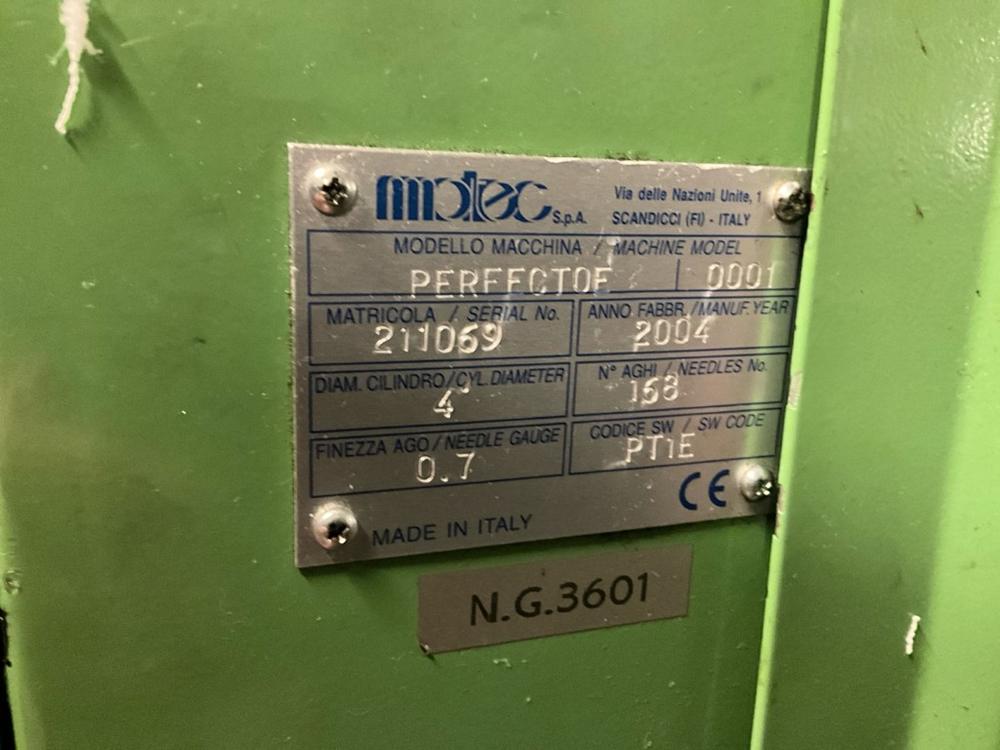 matec S.p.A.
Via delle Nazioni Unite, 1
SCANDICCI (FI) - ITALY
MODELLO MACCHINA / MACHINE MODEL
PERFECTOE 0001
MATRICOLA / SERIAL No.
211069
ANNO FABBR./MANUF. YEAR
2004
DIAM. CILINDRO/CYL. DIAMETER
4
N° AGHI / NEEDLES No.
168
FINEZZA AGO / NEEDLE GAUGE
0.7
CODICE SW / SW CODE
PT1E
CE
MADE IN ITALY
N.G.3601